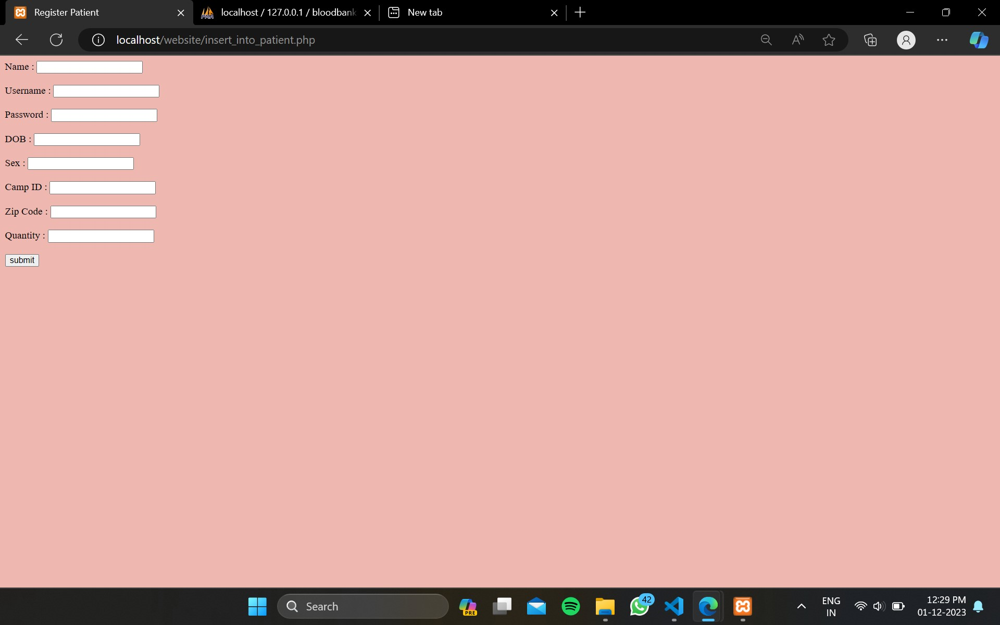 Register Patient
localhost / 127.0.0.1 / bloodbank
New tab
localhost/website/insert_into_patient.php
Name :
Username :
Password :
DOB :
Sex :
Camp ID :
Zip Code :
Quantity :
submit
Search
PRE
42
ENG
IN
12:29 PM
01-12-2023